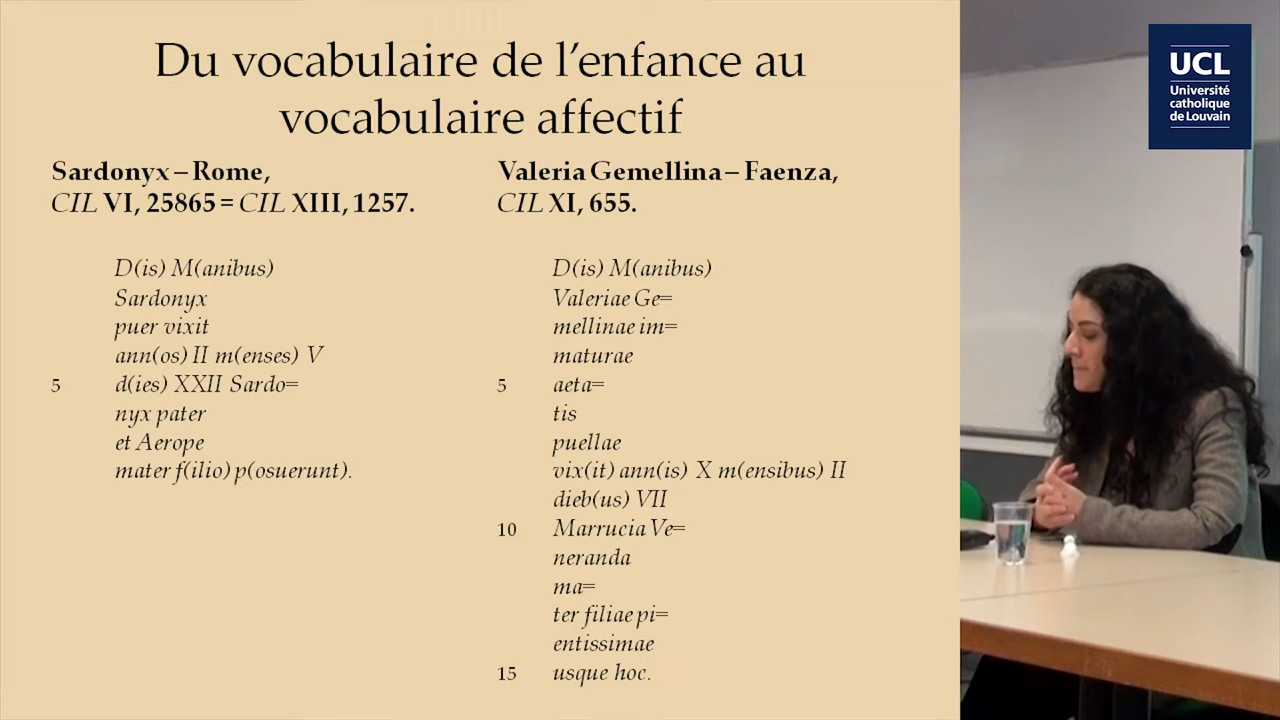 Du vocabulaire de l'enfance au
vocabulaire affectif
Sardonyx – Rome,
CIL VI, 25865 = CIL XIII, 1257.
D(is) M(anibus)
Sardonyx
puer vixit
ann(os) II m(enses) V
5 d(ies) XXII Sardo=
nyx pater
et Aerope
mater f(ilio) p(osuerunt).
Valeria Gemellina – Faenza,
CIL XI, 655.
D(is) M(anibus)
Valeriae Ge=
mellinae im=
maturae
5 aeta=
tis
puellae
vix(it) ann(is) X m(ensibus) II
dieb(us) VII
10 Marrucia Ve=
neranda
ma=
ter filiae pi=
entissimae
15 usque hoc.
UCL
Université
catholique
de Louvain